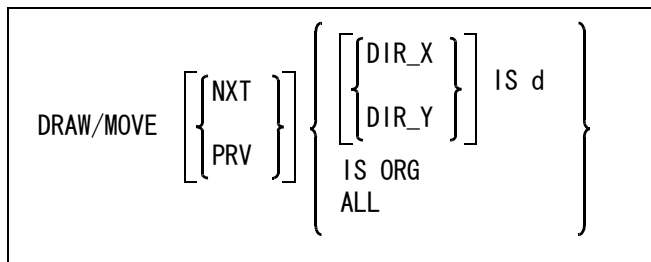 DIR_X
NXT IS d
DRAW/MOVE DIR_Y
PRV
IS ORG
ALL